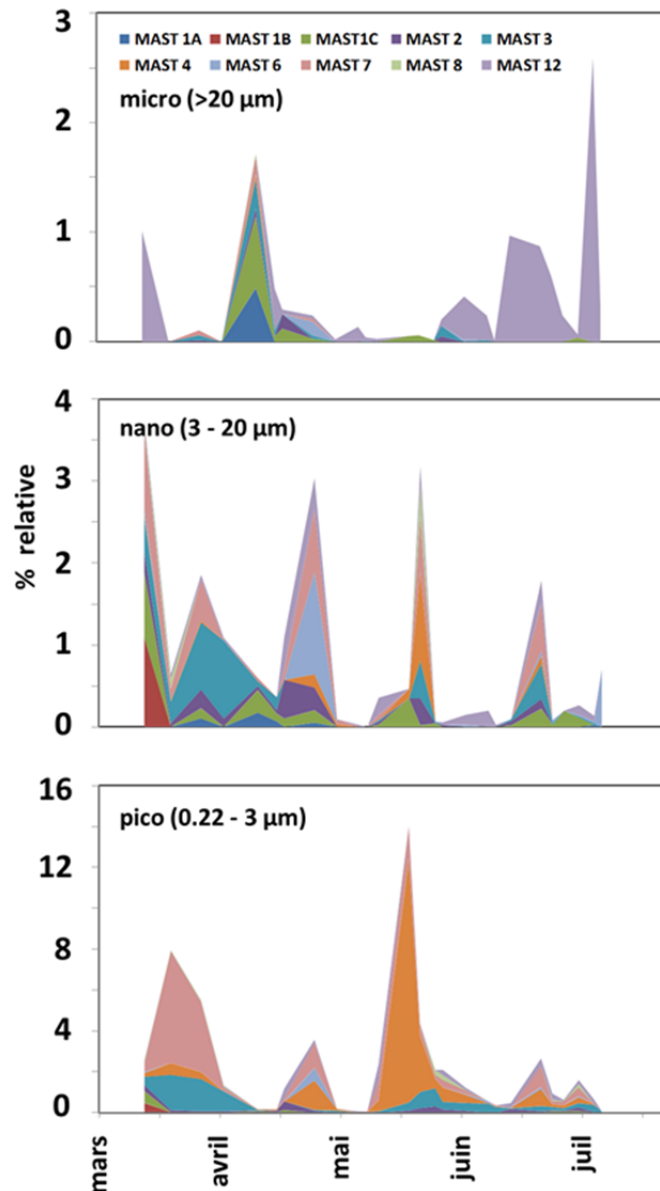 3
MAST 1A MAST 1B MAST1C MAST 2 MAST 3
MAST 4 MAST 6 MAST 7 MAST 8 MAST 12
micro (>20 µm)
2
1
0
4
nano (3 - 20 µm)
3
2
1
0
% relative
16
pico (0.22 - 3 µm)
12
8
4
0
mars avril mai juin juil